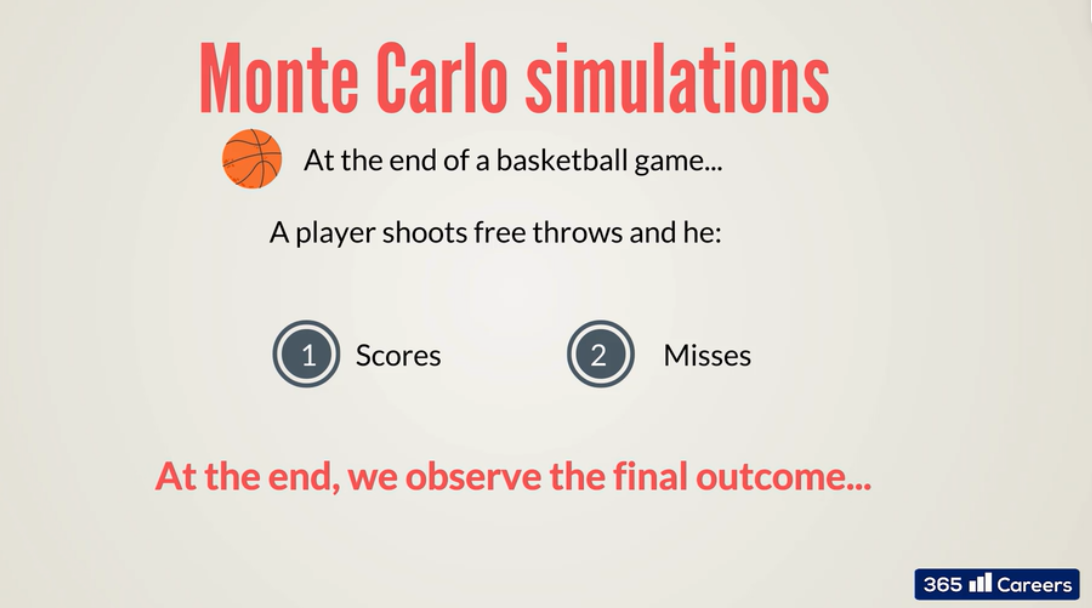 Monte Carlo simulations
At the end of a basketball game...
A player shoots free throws and he:
1 Scores 2 Misses
At the end, we observe the final outcome...
365 Careers